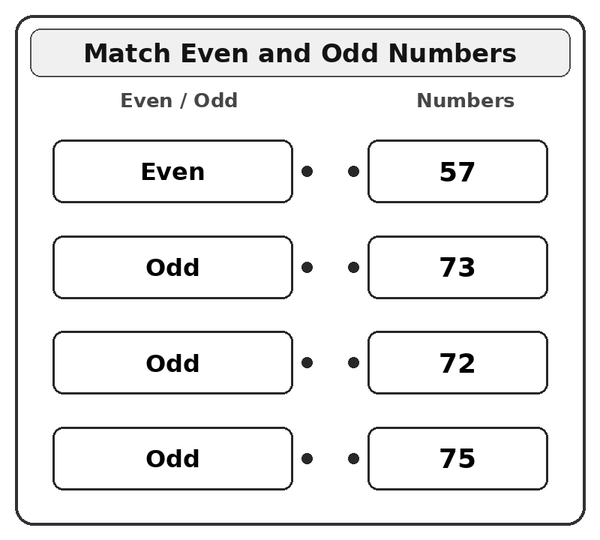 Match Even and Odd Numbers
Even / Odd Numbers
Even 57
Odd 73
Odd 72
Odd 75